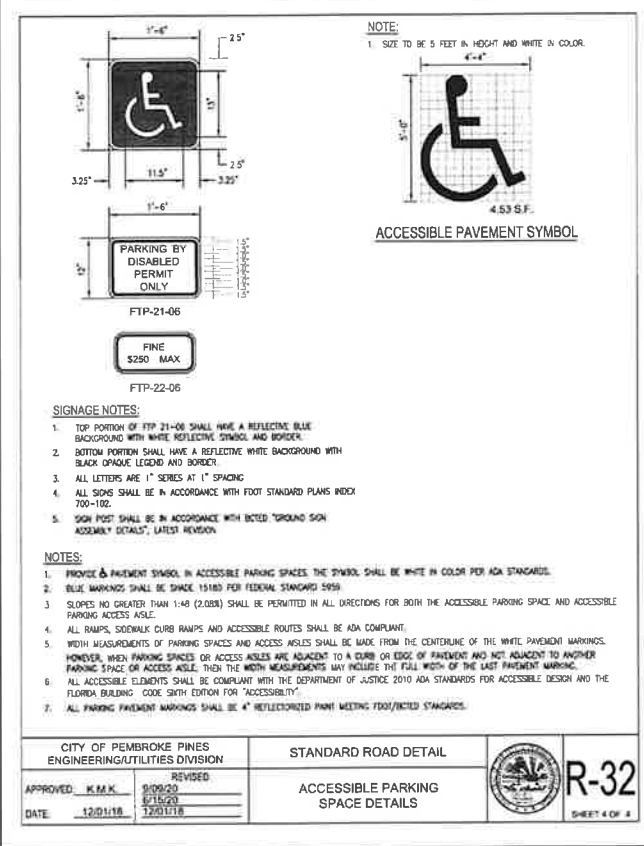 1'-6"
2.5"
1'-6"
13"
2.5"
3.25"
11.5"
3.25"
NOTE:
1. SIZE TO BE 5 FEET IN HEIGHT AND WHITE IN COLOR.
4'-4"
5'-0"
4.53 S.F.
ACCESSIBLE PAVEMENT SYMBOL
1'-6"
12"
PARKING BY
DISABLED
PERMIT
ONLY
1.5"
1.5"
FTP-21-06
FINE
$250 MAX
FTP-22-06
SIGNAGE NOTES:
1. TOP PORTION OF FTP 21-06 SHALL HAVE A REFLECTIVE BLUE
BACKGROUND WITH WHITE REFLECTIVE SYMBOL AND BORDER.
2. BOTTOM PORTION SHALL HAVE A REFLECTIVE WHITE BACKGROUND WITH
BLACK OPAQUE LEGEND AND BORDER.
3. ALL LETTERS ARE 1" SERIES AT 1" SPACING
4. ALL SIGNS SHALL BE IN ACCORDANCE WITH FDOT STANDARD PLANS INDEX
700-102.
5. SIGN POST SHALL BE IN ACCORDANCE WITH BCTED "GROUND SIGN
ASSEMBLY DETAILS", LATEST REVISION
NOTES:
1. PROVIDE PAVEMENT SYMBOL IN ACCESSIBLE PARKING SPACES. THE SYMBOL SHALL BE WHITE IN COLOR PER ADA STANDARDS.
2. BLUE MARKINGS SHALL BE SHADE 15180 PER FEDERAL STANDARD 595a.
3 SLOPES NO GREATER THAN 1:48 (2.08%) SHALL BE PERMITTED IN ALL DIRECTIONS FOR BOTH THE ACCESSIBLE PARKING SPACE AND ACCESSIBLE
PARKING ACCESS AISLE.
4. ALL RAMPS, SIDEWALK CURB RAMPS AND ACCESSIBLE ROUTES SHALL BE ADA COMPLIANT.
5. WIDTH MEASUREMENTS OF PARKING SPACES AND ACCESS AISLES SHALL BE MADE FROM THE CENTERLINE OF THE WHITE PAVEMENT MARKINGS.
HOWEVER, WHEN PARKING SPACES OR ACCESS AISLES ARE ADJACENT TO A CURB OR EDGE OF PAVEMENT AND NOT ADJACENT TO ANOTHER
PARKING SPACE OR ACCESS AISLE, THEN THE WIDTH MEASUREMENTS MAY INCLUDE THE FULL WIDTH OF THE LAST PAVEMENT MARKING.
6. ALL ACCESSIBLE ELEMENTS SHALL BE COMPLIANT WITH THE DEPARTMENT OF JUSTICE 2010 ADA STANDARDS FOR ACCESSIBLE DESIGN AND THE
FLORIDA BUILDING CODE SIXTH EDITION FOR "ACCESSIBILITY".
7. ALL PARKING PAVEMENT MARKINGS SHALL BE 4" REFLECTORIZED PAINT MEETING FDOT/BCTED STANDARDS.
CITY OF PEMBROKE PINES
ENGINEERING/UTILITIES DIVISION
STANDARD ROAD DETAIL
REVISED
APPROVED: K.M.K. 9/09/20
6/15/20
DATE: 12/01/18 12/01/18
ACCESSIBLE PARKING
SPACE DETAILS
R-32
SHEET 4 OF 4